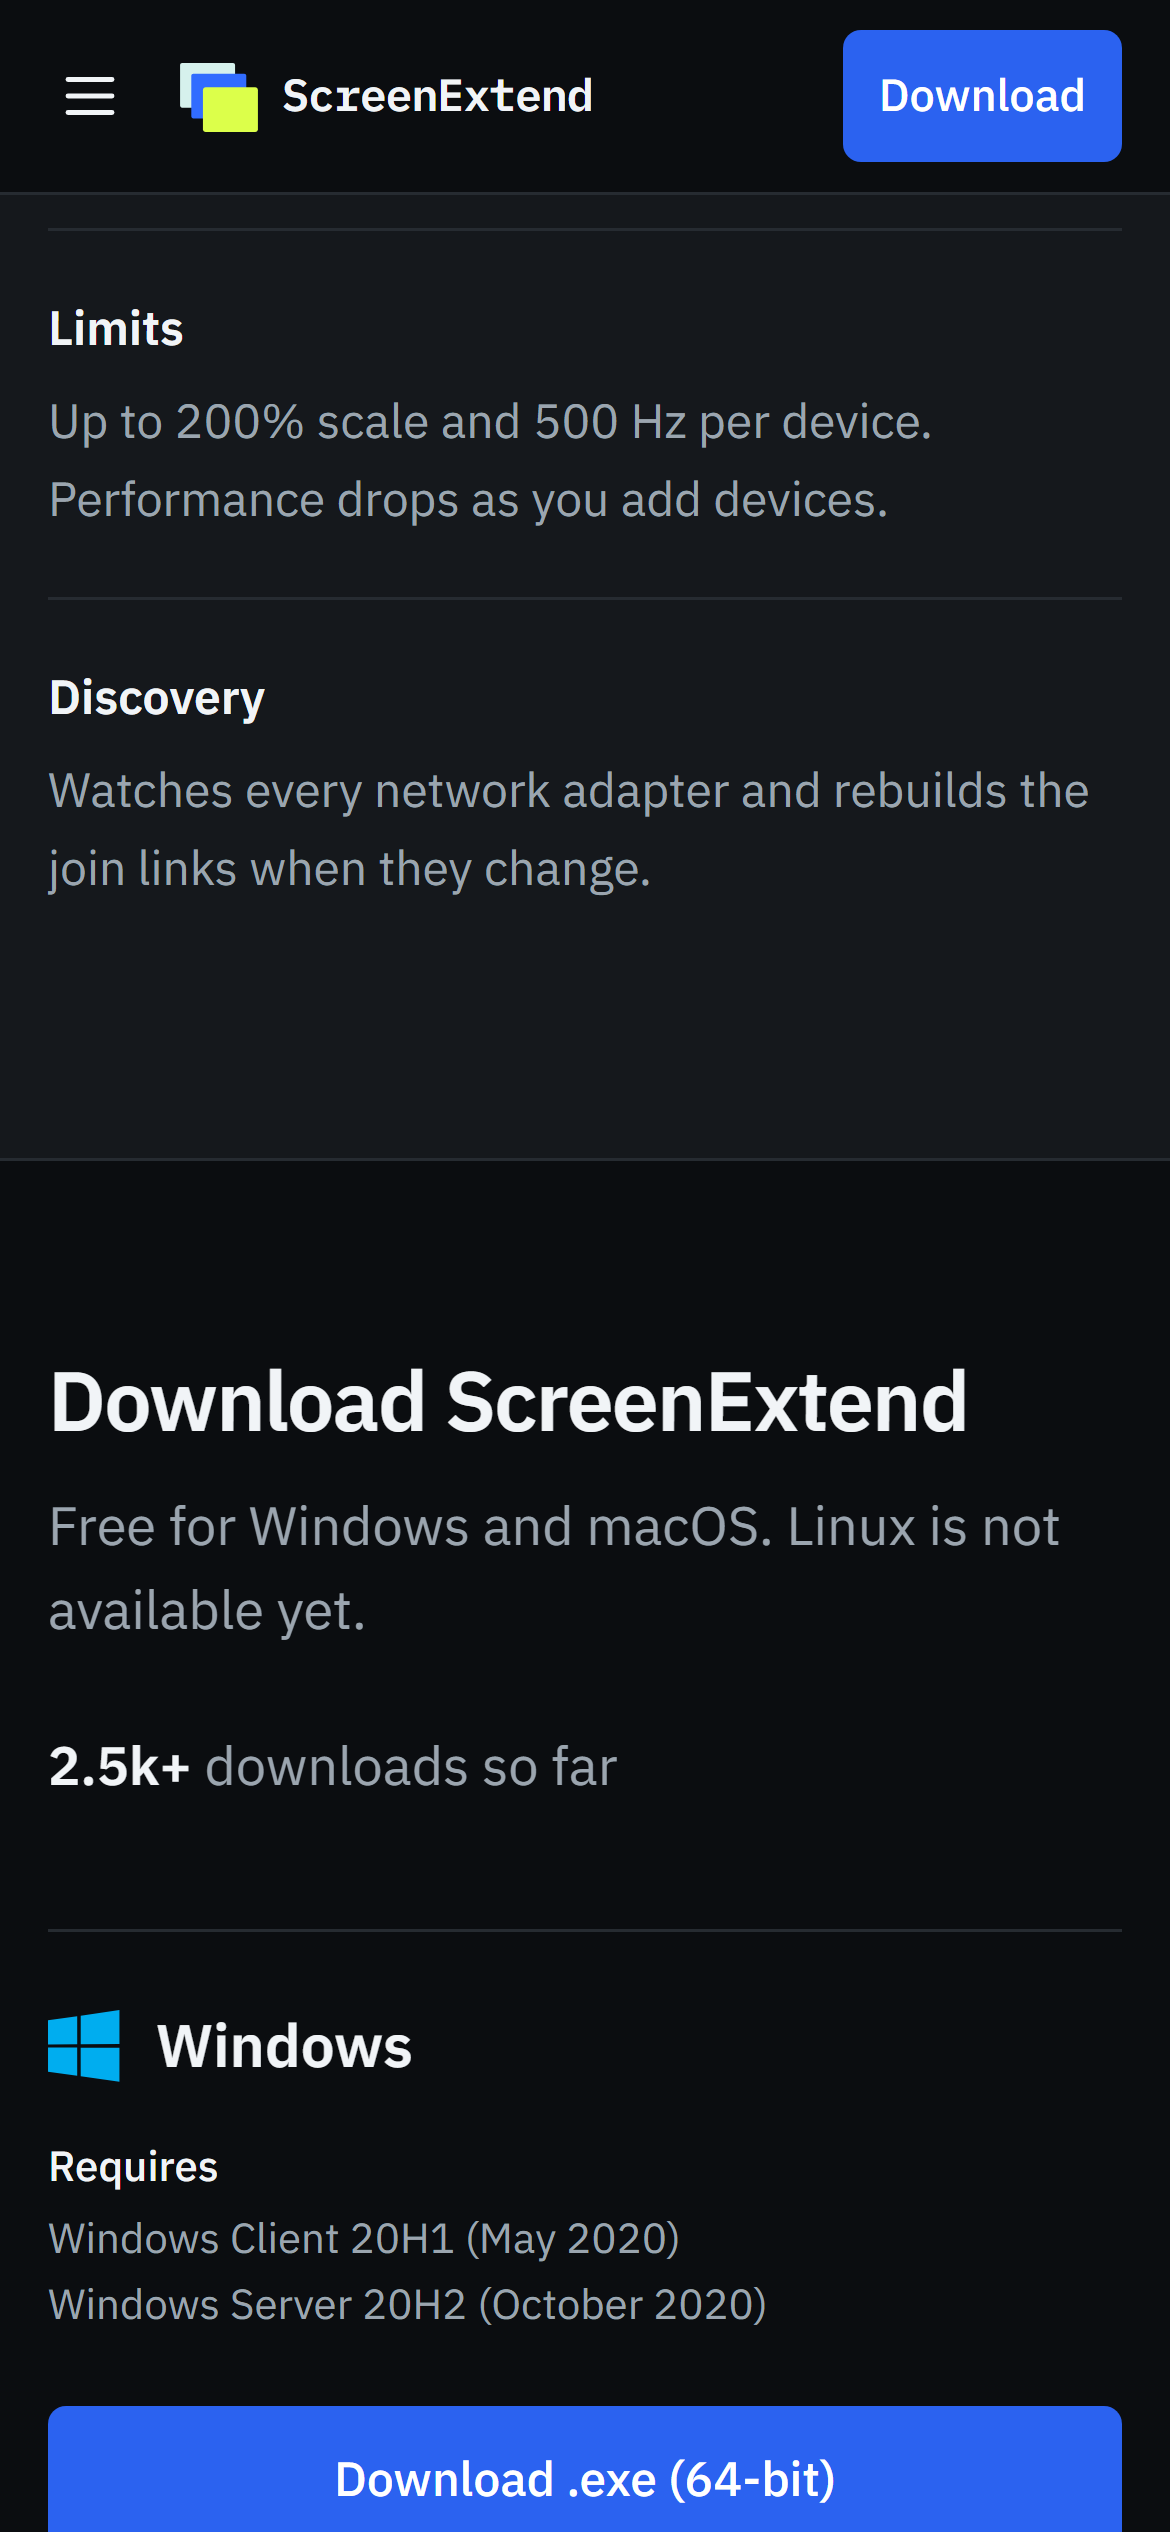 ScreenExtend
Download
Limits
Up to 200% scale and 500 Hz per device.
Performance drops as you add devices.
Discovery
Watches every network adapter and rebuilds the
join links when they change.
Download ScreenExtend
Free for Windows and macOS. Linux is not
available yet.
2.5k+ downloads so far
Windows
Requires
Windows Client 20H1 (May 2020)
Windows Server 20H2 (October 2020)
Download .exe (64-bit)